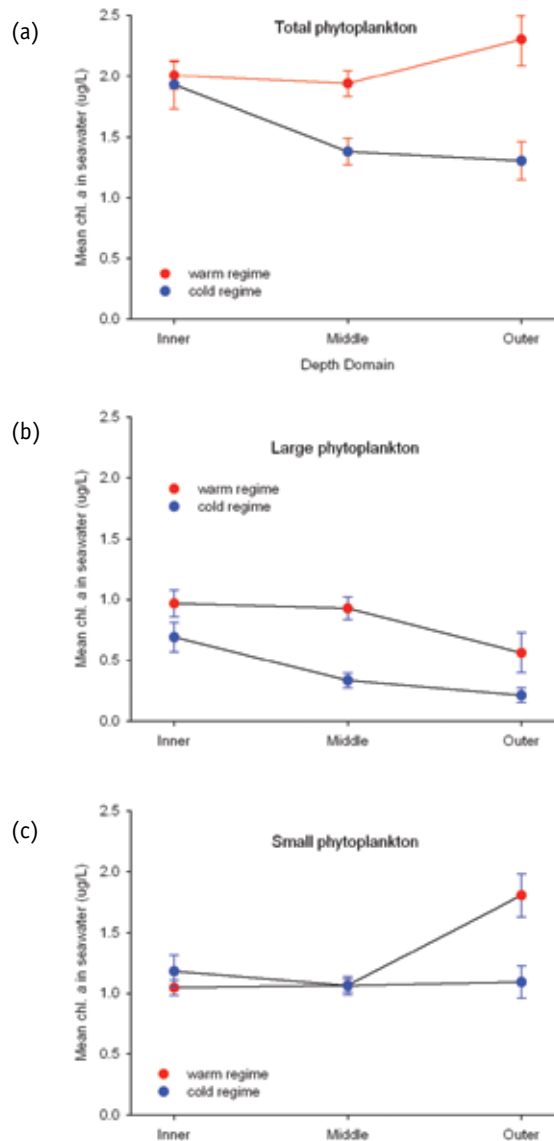 (a)
Total phytoplankton
Mean chl. a in seawater (ug/L)
2.5
2.0
1.5
1.0
0.5
0.0
warm regime
cold regime
Inner
Middle
Outer
Depth Domain
(b)
Large phytoplankton
Mean chl. a in seawater (ug/L)
2.5
2.0
1.5
1.0
0.5
0.0
warm regime
cold regime
Inner
Middle
Outer
(c)
Small phytoplankton
Mean chl. a in seawater (ug/L)
2.5
2.0
1.5
1.0
0.5
0.0
warm regime
cold regime
Inner
Middle
Outer